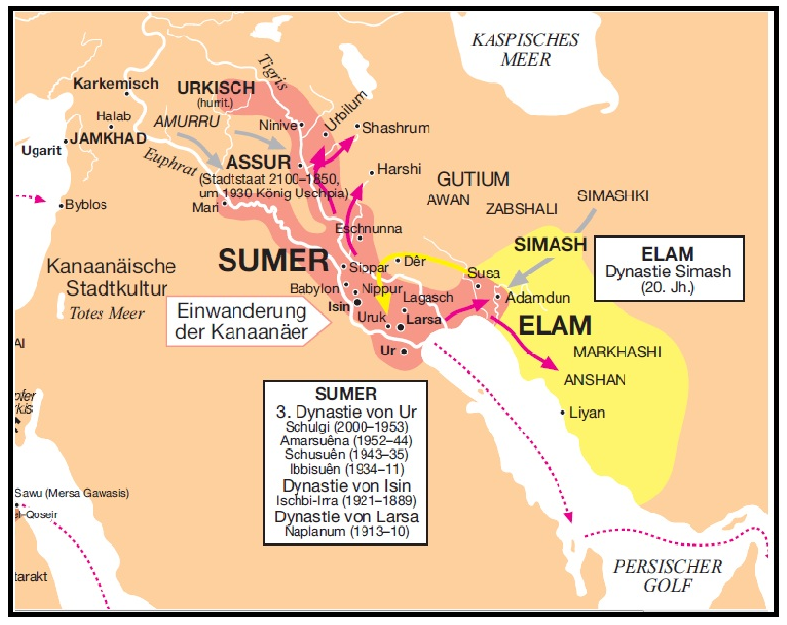 KASPISCHES
MEER
Karkemisch
URKISCH
(hurrit.)
Tigris
Halab
AMURRU
Ninive
Urbilum
Shashrum
JAMKHAD
Ugarit
Euphrat
ASSUR
(Stadtstaat 2100–1850,
um 1930 König Uschpia)
Harshi
GUTIUM
AWAN
ZABSHALI
SIMASHKI
Byblos
Mari
Eschnunna
SIMASH
ELAM
Dynastie Simash
(20. Jh.)
Kanaanäische
Stadtkultur
Totes Meer
SUMER
Sippar
Dêr
Susa
Babylon
Nippur
Lagasch
Adamdun
Isin
Einwanderung
der Kanaanäer
Uruk
Larsa
ELAM
Ur
MARKHASHI
ANSHAN
Liyan
SUMER
3. Dynastie von Ur
Schulgi (2000–1953)
Amarsuêna (1952–44)
Schusuên (1943–35)
Ibbisuên (1934–11)
Dynastie von Isin
Ischbi-Irra (1921–1889)
Dynastie von Larsa
Naplanum (1913–10)
Sawu (Mersa Gawasis)
el-Qoseir
tarakt
PERSISCHER
GOLF